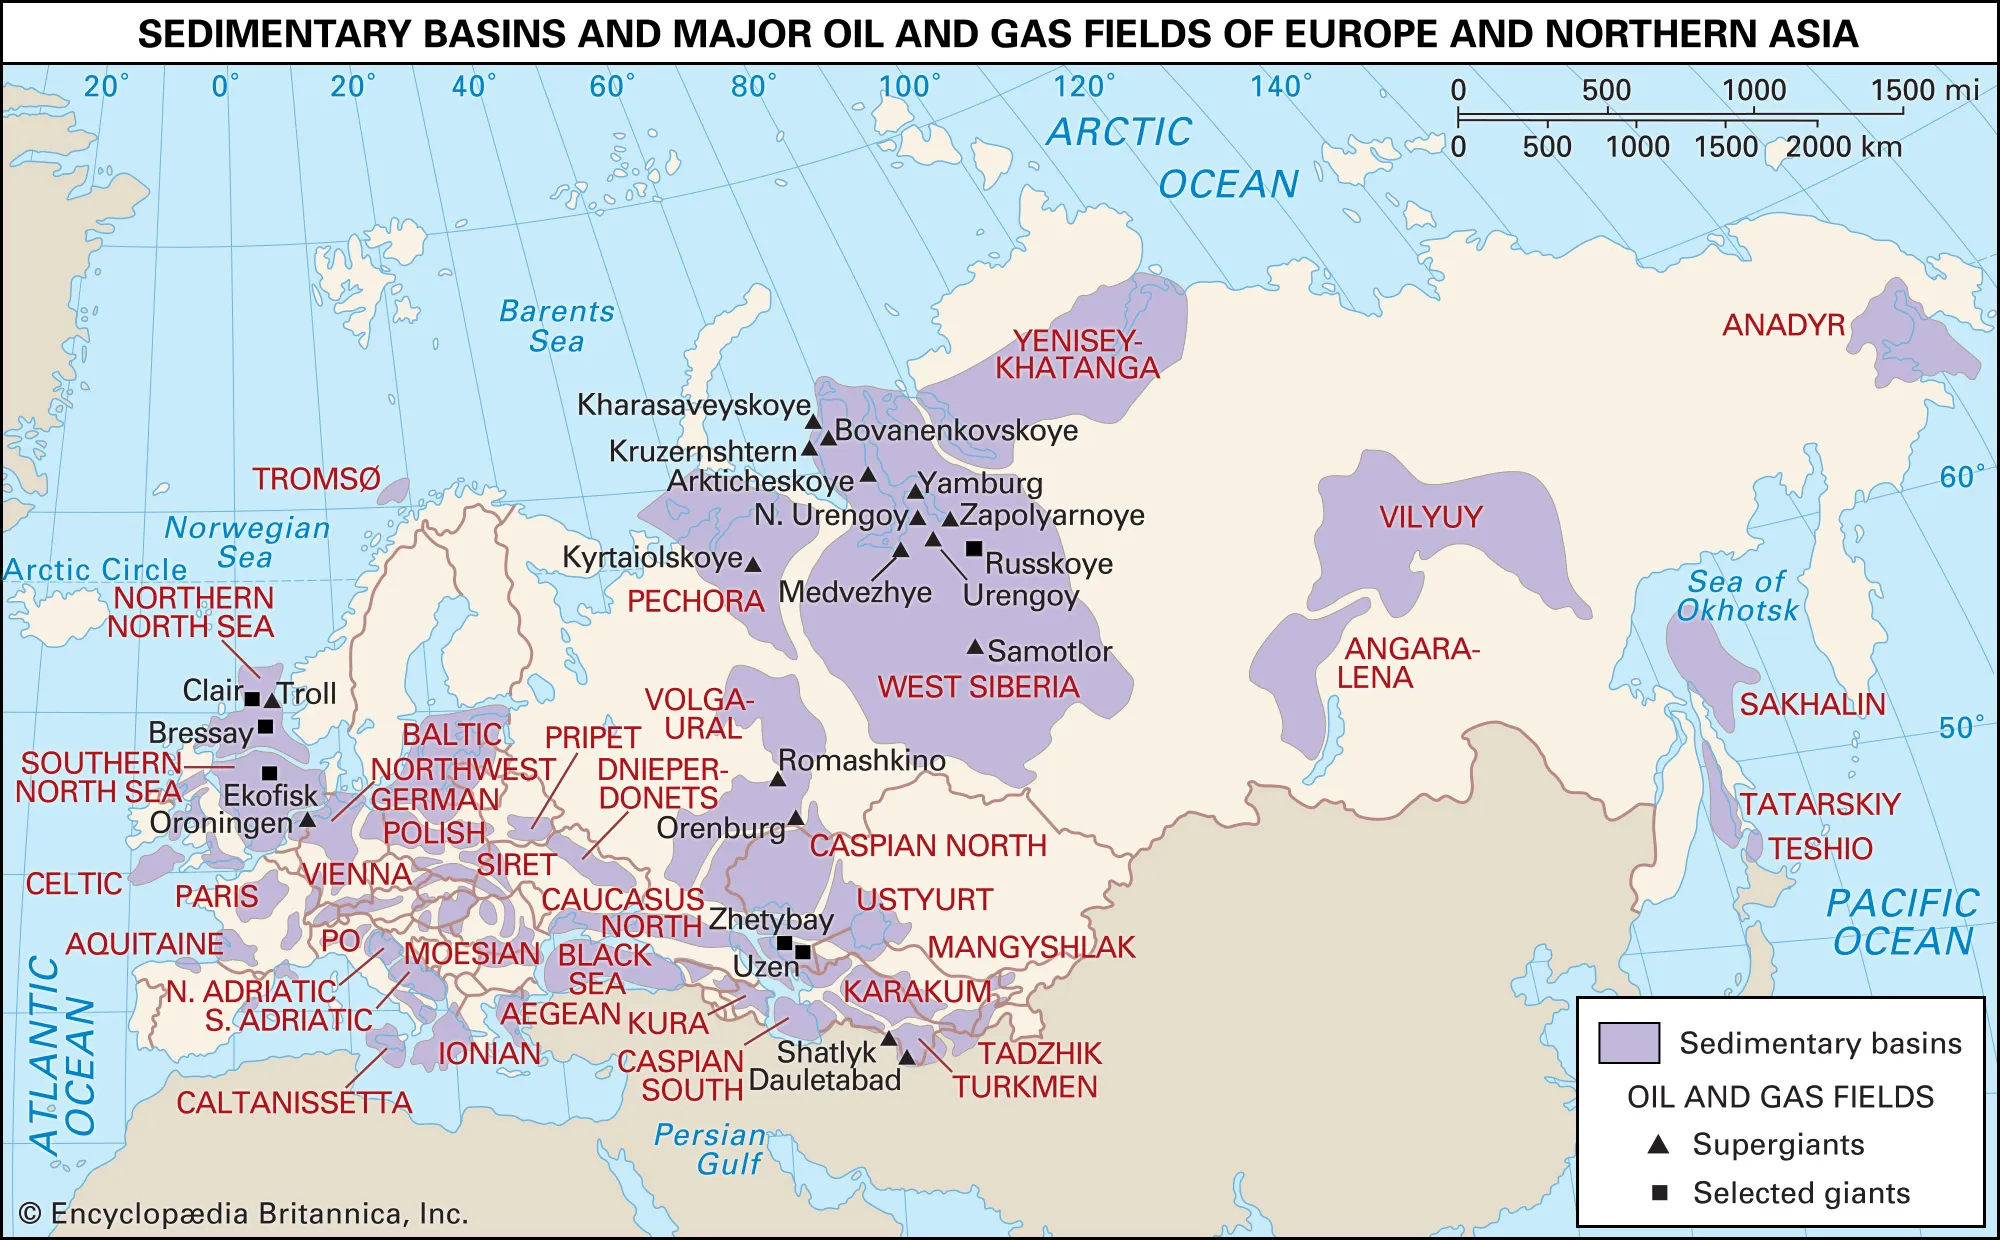 SEDIMENTARY BASINS AND MAJOR OIL AND GAS FIELDS OF EUROPE AND NORTHERN ASIA
20° 0° 20° 40° 60° 80° 100° 120° 140°
0 500 1000 1500 mi
0 500 1000 1500 2000 km
ARCTIC
OCEAN
Barents
Sea
YENISEY-
KHATANGA
ANADYR
Kharasaveyskoye
Bovanenkovskoye
Kruzernshtern
Arkticheskoye
Yamburg
TROMSØ
60°
N. Urengoy
Zapolyarnoye
VILYUY
Norwegian
Sea
Kyrtaiolskoye
Russkoye
Arctic Circle
Medvezhye
Urengoy
Sea of
Okhotsk
NORTHERN
NORTH SEA
PECHORA
Samotlor
ANGARA-
LENA
WEST SIBERIA
Clair
Troll
VOLGA-
URAL
SAKHALIN
Bressay
BALTIC
PRIPET
50°
SOUTHERN
NORTH SEA
NORTHWEST
GERMAN
DNIEPER-
DONETS
Romashkino
Ekofisk
TATARSKIY
Oroningen
POLISH
Orenburg
CASPIAN NORTH
TESHIO
CELTIC
PARIS
VIENNA
SIRET
CAUCASUS
NORTH
USTYURT
Zhetybay
PACIFIC
OCEAN
AQUITAINE
PO
MOESIAN
BLACK
SEA
Uzen
MANGYSHLAK
N. ADRIATIC
S. ADRIATIC
AEGEAN
KURA
KARAKUM
ATLANTIC
OCEAN
IONIAN
CASPIAN
SOUTH
Shatlyk
Dauletabad
TADZHIK
TURKMEN
CALTANISSETTA
Persian
Gulf
Sedimentary basins
OIL AND GAS FIELDS
Supergiants
Selected giants
© Encyclopædia Britannica, Inc.